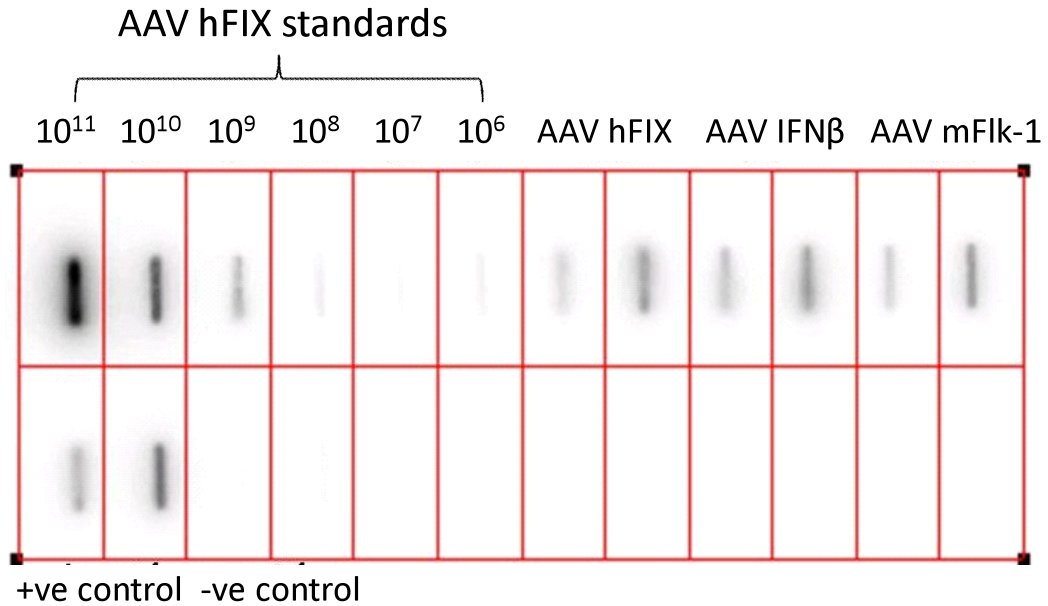 AAV hFIX standards
10¹¹ 10¹⁰ 10⁹ 10⁸ 10⁷ 10⁶ AAV hFIX AAV IFNβ AAV mFlk-1
+ve control -ve control